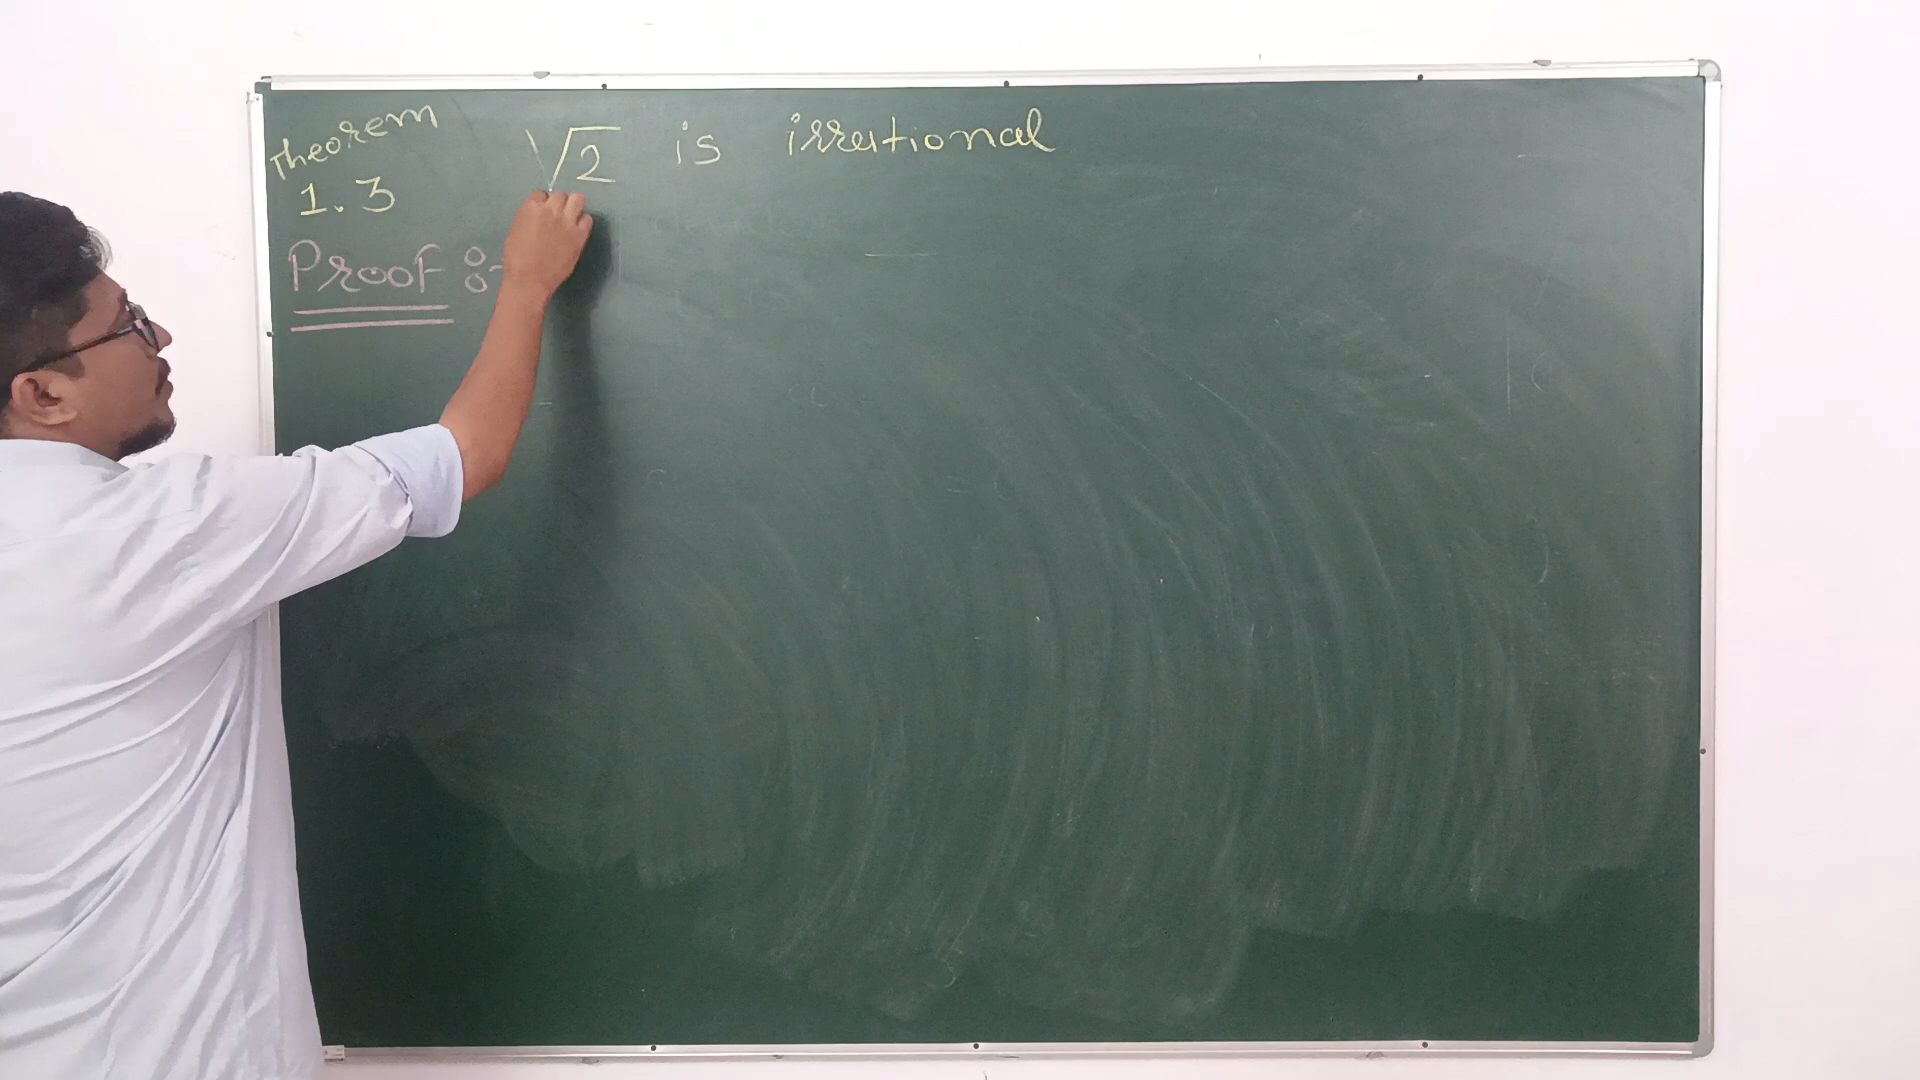 Theorem
1.3 √2 is irrational
Proof :-